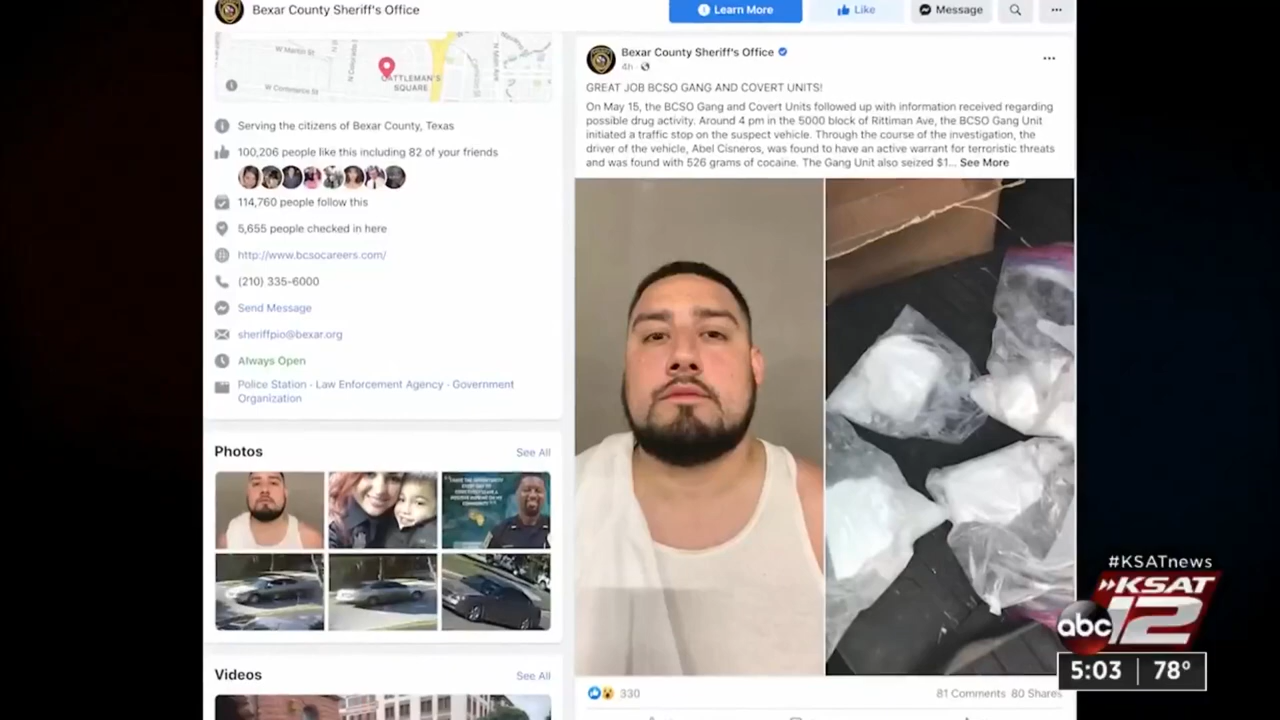 Bexar County Sheriff's Office
Learn More
Like
Message
W Martin St
N Colorado St
CATTLEMAN'S
SQUARE
W Commerce St
Serving the citizens of Bexar County, Texas
100,206 people like this including 82 of your friends
114,760 people follow this
5,655 people checked in here
http://www.bcsocareers.com/
(210) 335-6000
Send Message
sheriffpio@bexar.org
Always Open
Police Station · Law Enforcement Agency · Government
Organization
Photos
See All
Videos
See All
Bexar County Sheriff's Office
4h
GREAT JOB BCSO GANG AND COVERT UNITS!
On May 15, the BCSO Gang and Covert Units followed up with information received regarding
possible drug activity. Around 4 pm in the 5000 block of Rittiman Ave, the BCSO Gang Unit
initiated a traffic stop on the suspect vehicle. Through the course of the investigation, the
driver of the vehicle, Abel Cisneros, was found to have an active warrant for terroristic threats
and was found with 526 grams of cocaine. The Gang Unit also seized $1... See More
330
81 Comments 80 Shares
#KSATnews
KSAT
abc 12
5:03 78°